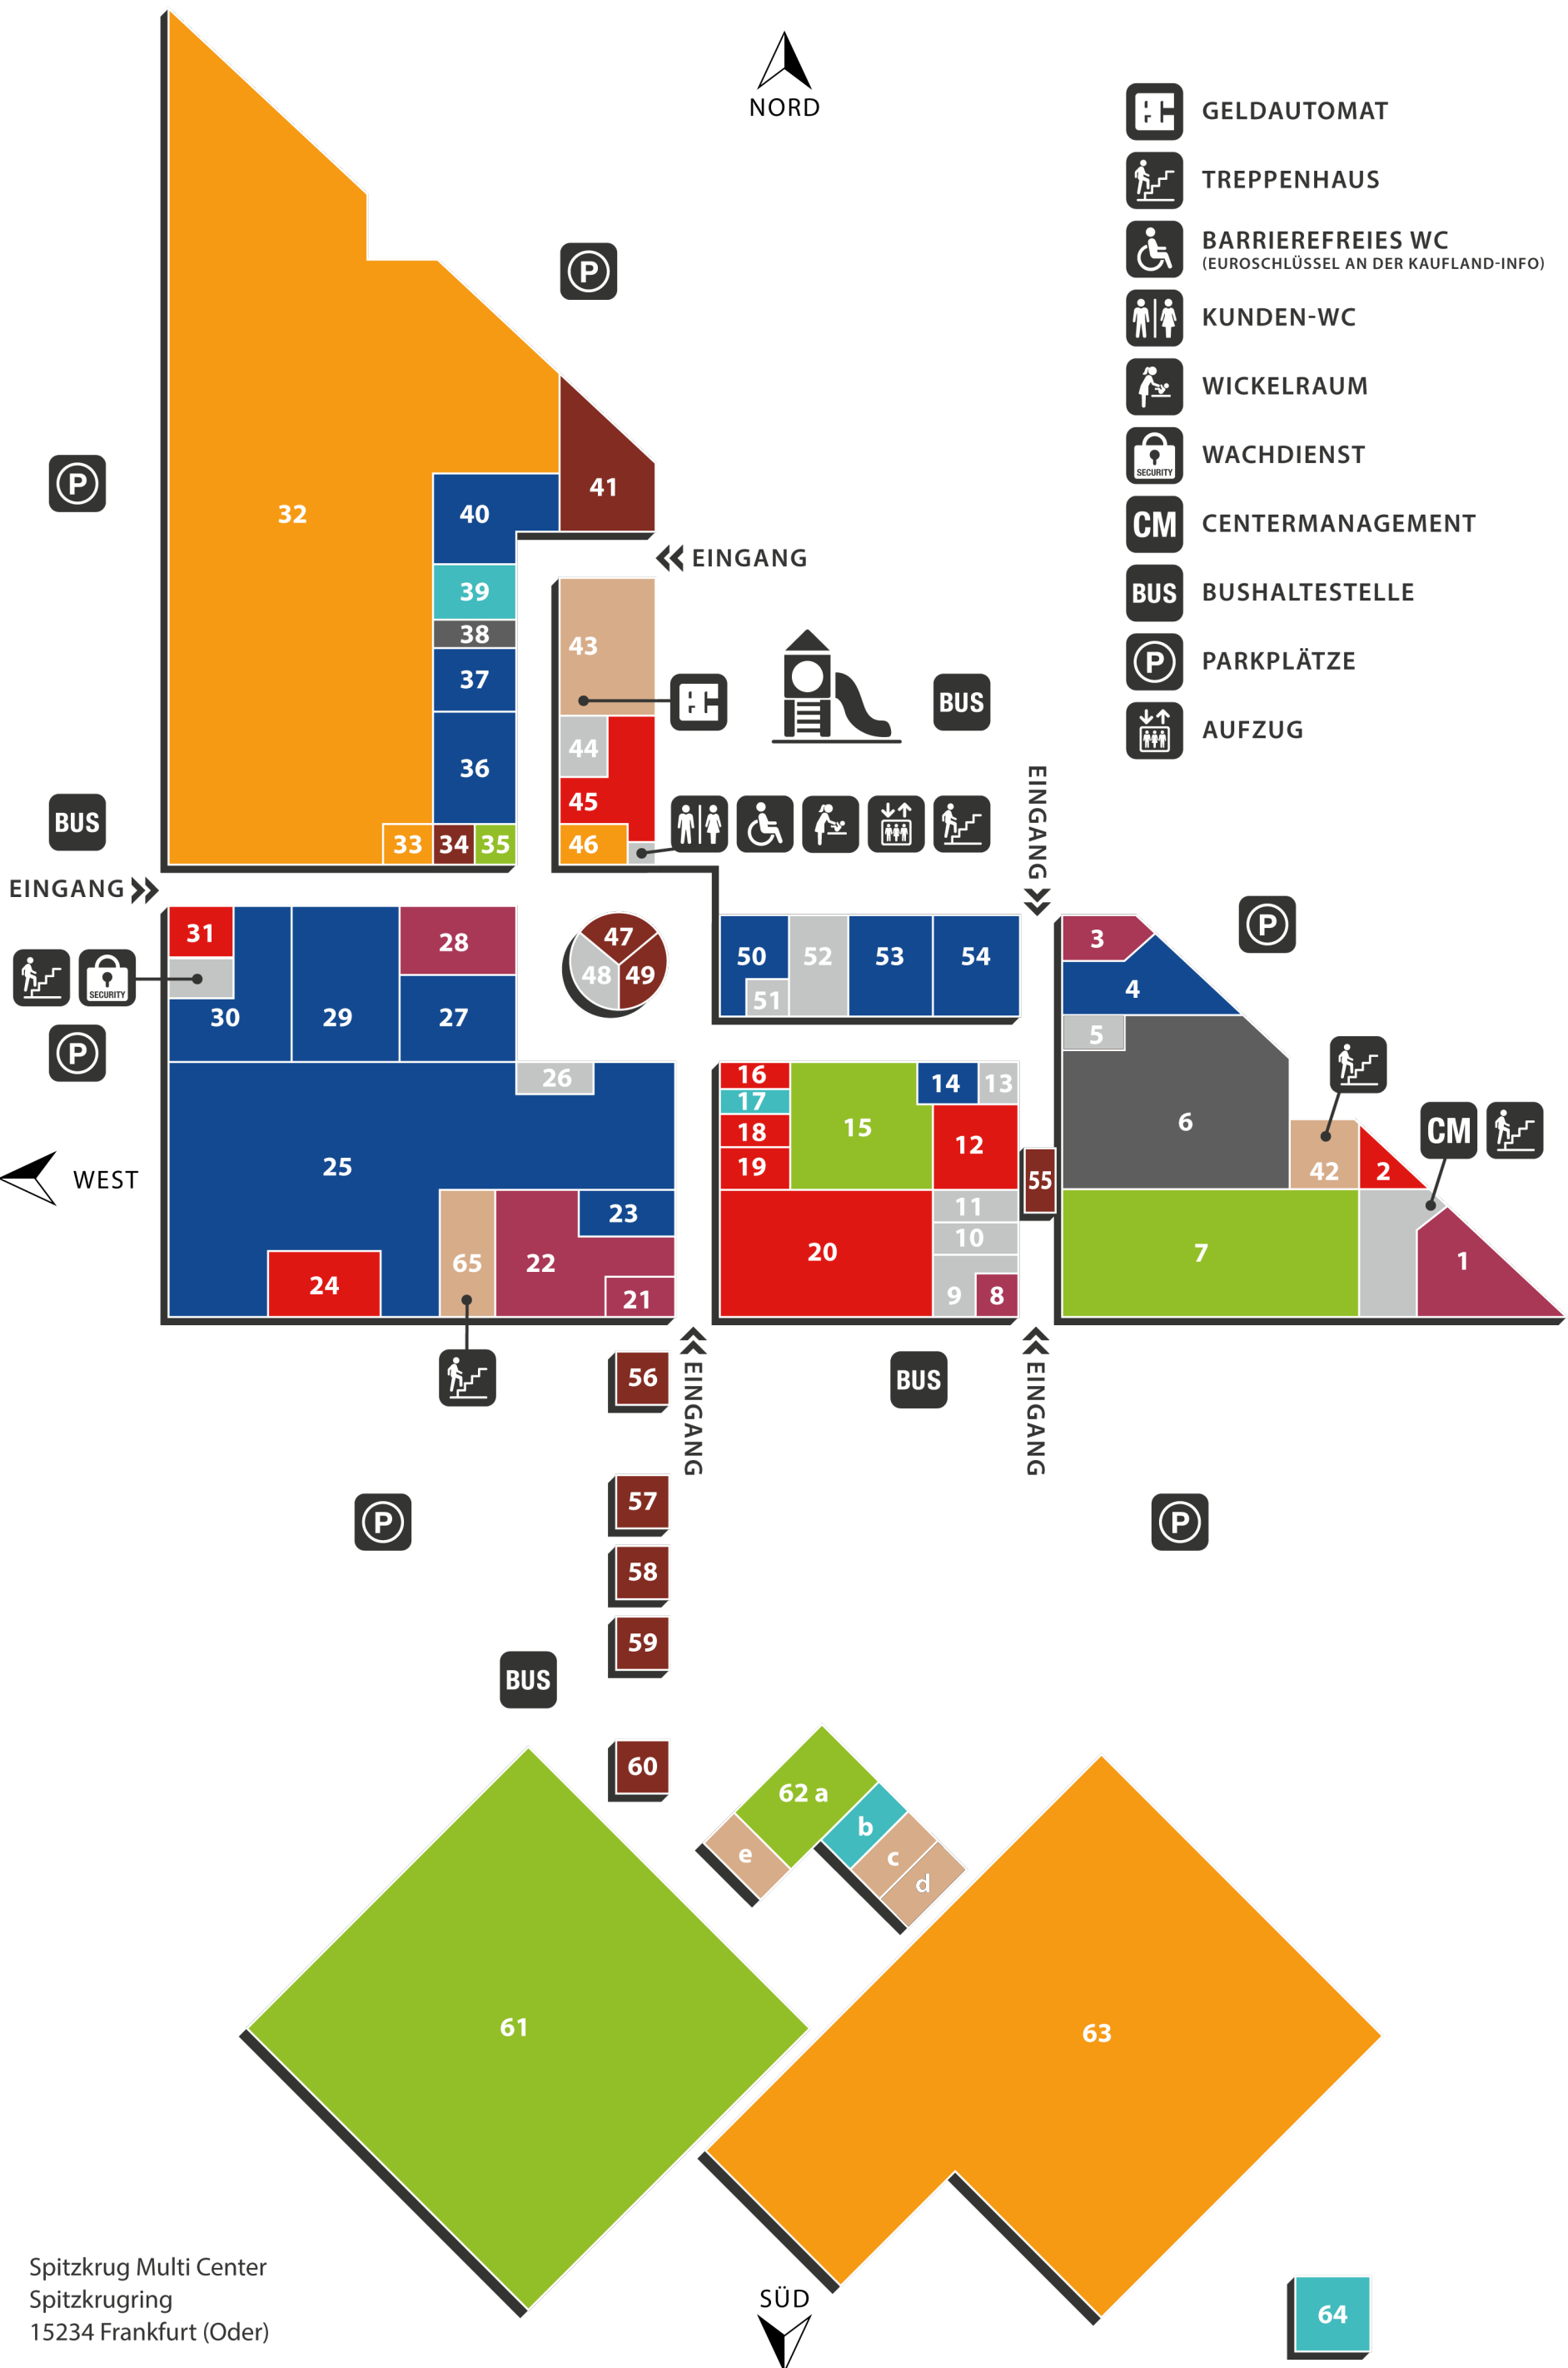 NORD
GELDAUTOMAT
TREPPENHAUS
BARRIEREFREIES WC
(EUROSCHLÜSSEL AN DER KAUFLAND-INFO)
KUNDEN-WC
WICKELRAUM
SECURITY
WACHDIENST
CM
CENTERMANAGEMENT
BUS
BUSHALTESTELLE
P
PARKPLÄTZE
AUFZUG
P
P
32
40
41
EINGANG
39
38
37
36
33
34
35
43
44
45
46
BUS
BUS
EINGANG
EINGANG
31
SECURITY
P
30
29
28
27
47
48
49
50
51
52
53
54
3
4
5
6
P
26
25
WEST
23
24
65
22
21
16
17
18
19
15
14
13
12
11
10
9
8
20
55
42
2
CM
7
1
56
EINGANG
BUS
EINGANG
57
58
59
60
P
P
BUS
62 a
b
c
d
e
61
63
64
Spitzkrug Multi Center
Spitzkrugring
15234 Frankfurt (Oder)
SÜD